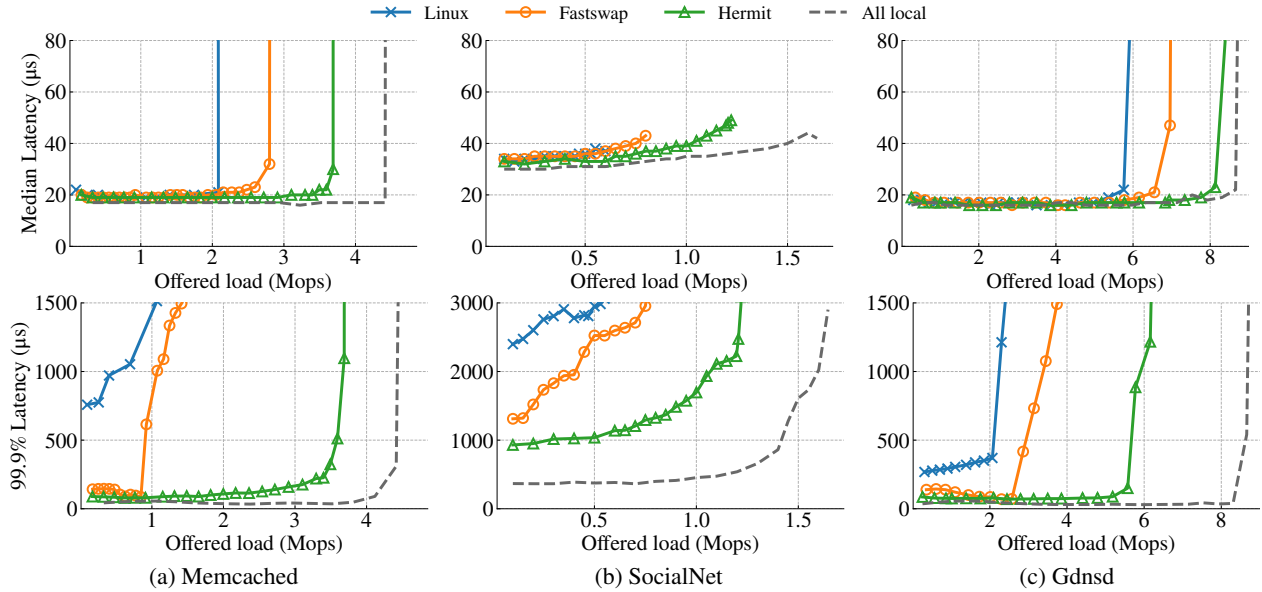 Linux Fastswap Hermit All local
Median Latency (μs)
80
60
40
20
0
1 2 3 4
Offered load (Mops)
80
60
40
20
0
0.5 1.0 1.5
Offered load (Mops)
80
60
40
20
0
2 4 6 8
Offered load (Mops)
99.9% Latency (μs)
1500
1000
500
0
1 2 3 4
Offered load (Mops)
3000
2000
1000
0
0.5 1.0 1.5
Offered load (Mops)
1500
1000
500
0
2 4 6 8
Offered load (Mops)
(a) Memcached
(b) SocialNet
(c) Gdnsd